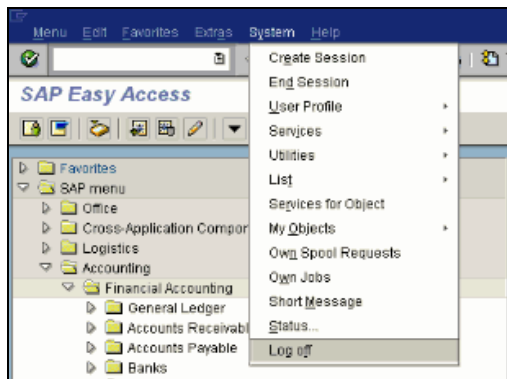 Menu Edit Favorites Extras System Help
SAP Easy Access
Create Session
End Session
User Profile
Services
Utilities
List
Services for Object
My Objects
Own Spool Requests
Own Jobs
Short Message
Status...
Log off
Favorites
SAP menu
Office
Cross-Application Compor
Logistics
Accounting
Financial Accounting
General Ledger
Accounts Receivabl
Accounts Payable
Banks